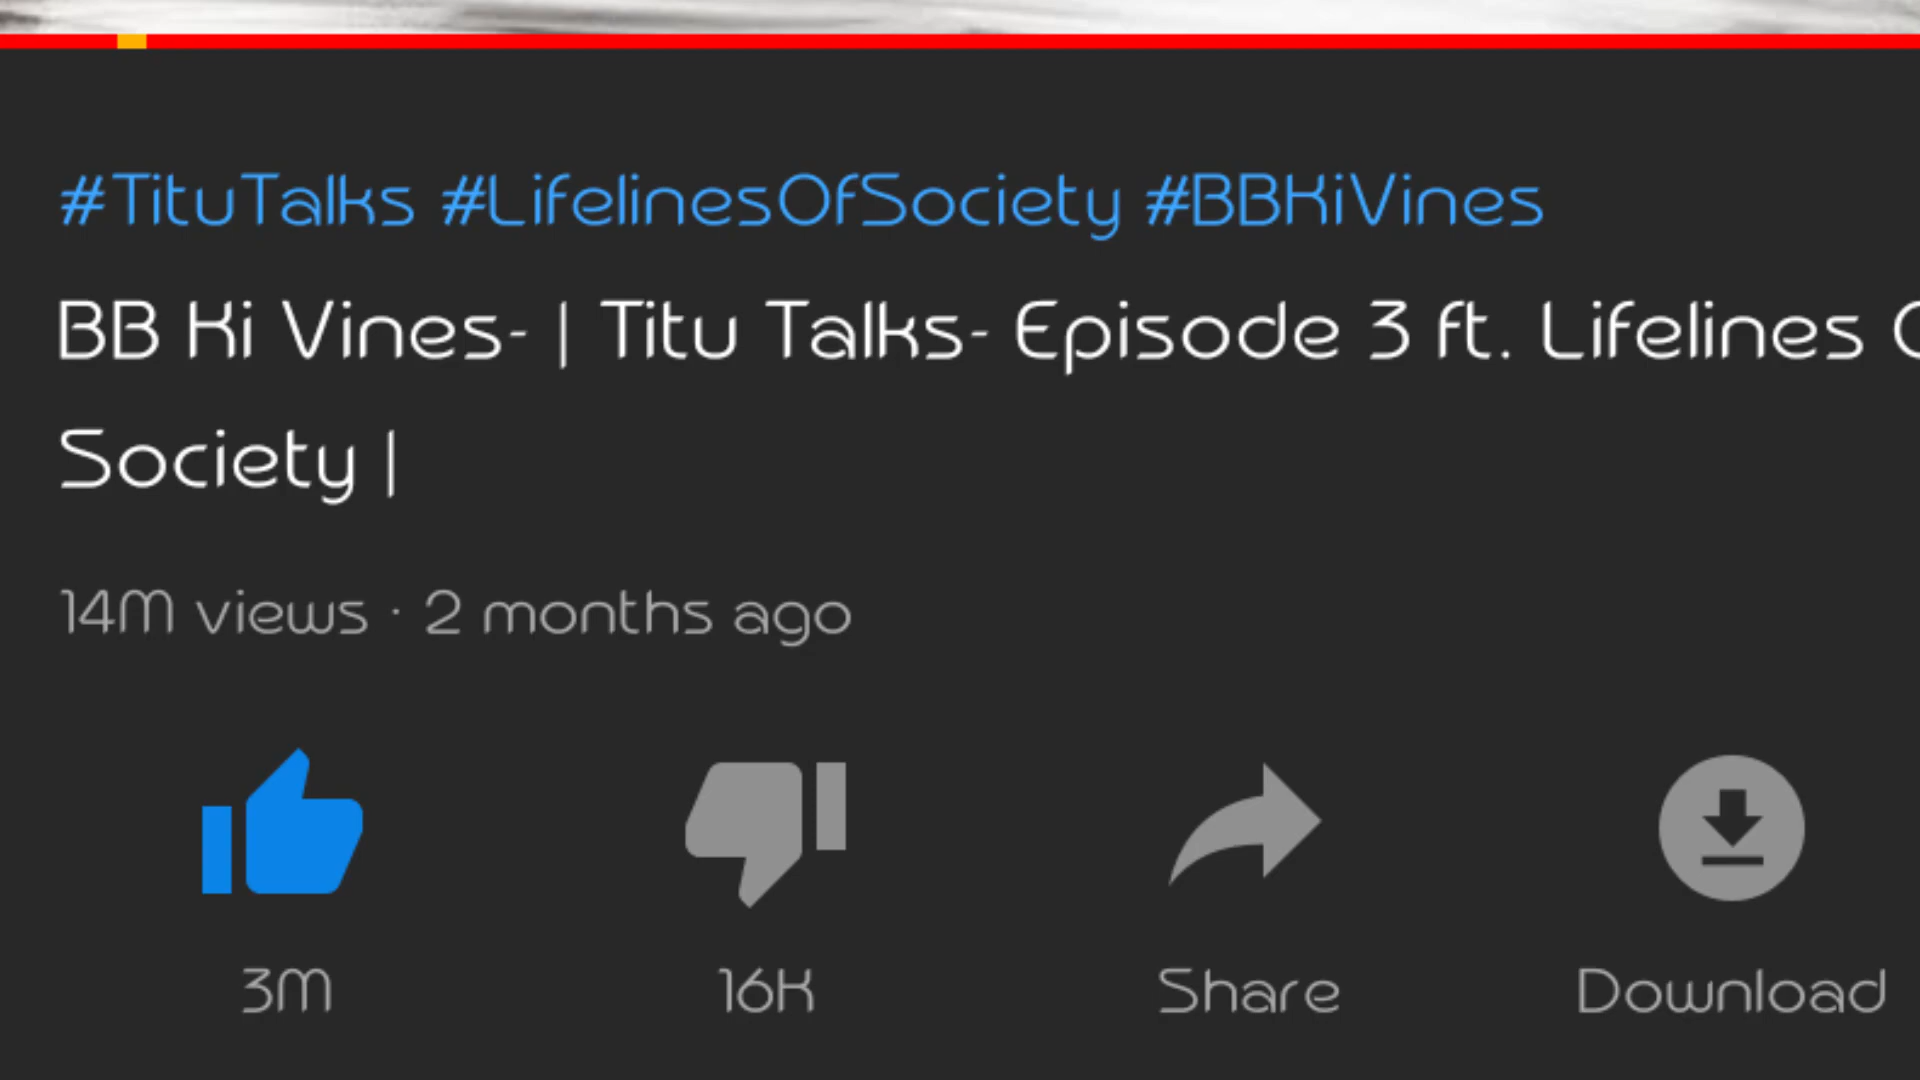 #TituTalks #LifelinesOfSociety #BBKiVines
BB Ki Vines- | Titu Talks- Episode 3 ft. Lifelines
Society |
14M views · 2 months ago
3M 16K Share Download